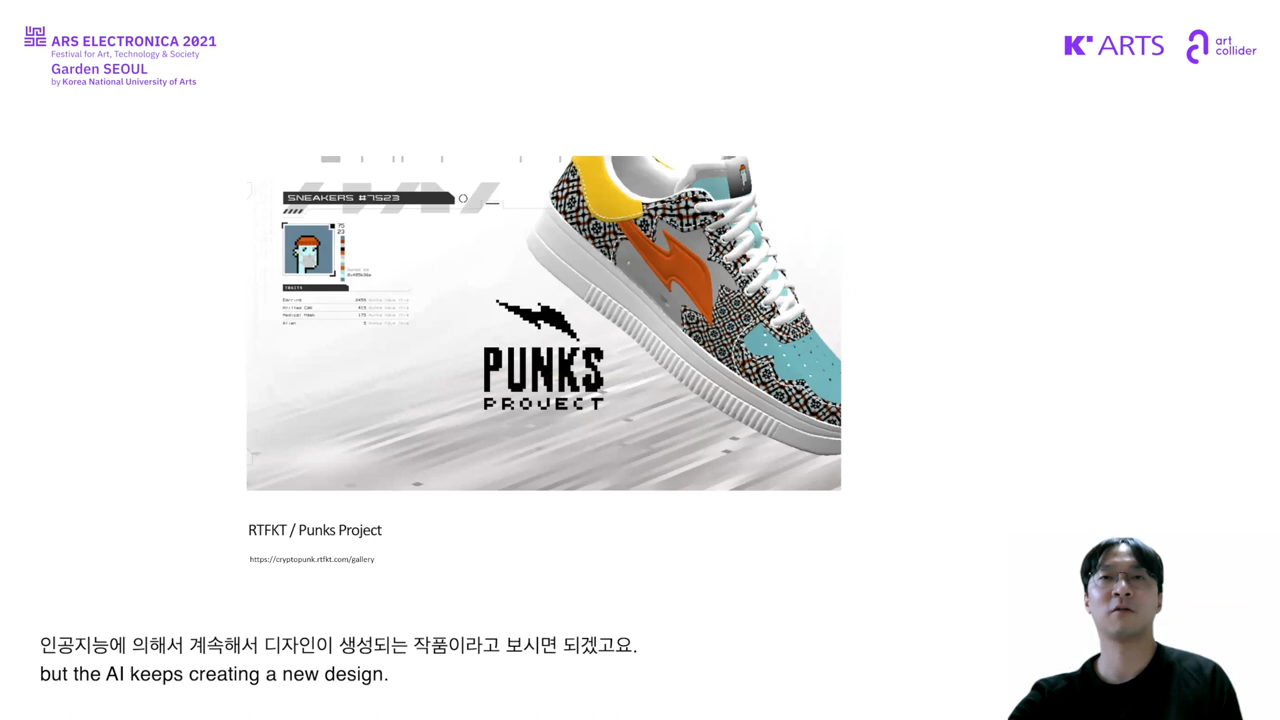 ARS ELECTRONICA 2021
Festival for Art, Technology & Society
Garden SEOUL
by Korea National University of Arts
K ARTS
art
collider
SNEAKERS #7523
75
23
TRAITS
PUNKS
PROJECT
RTFKT / Punks Project
https://cryptopunk.rtfkt.com/gallery
인공지능에 의해서 계속해서 디자인이 생성되는 작품이라고 보시면 되겠고요.
but the AI keeps creating a new design.